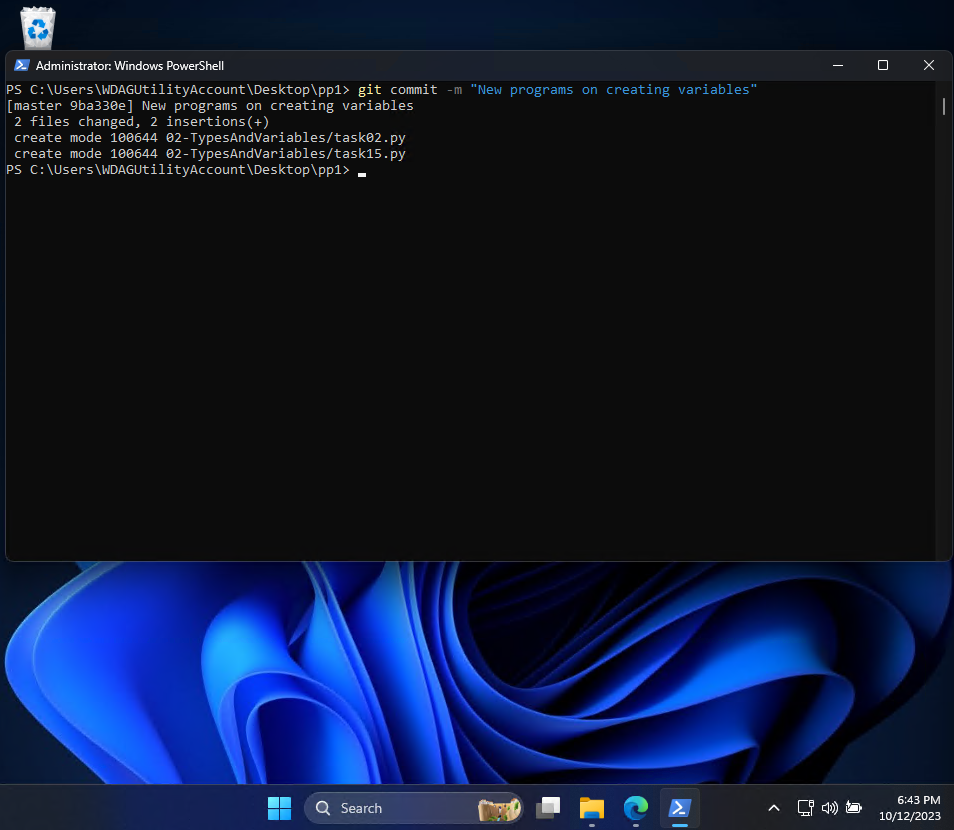 Administrator: Windows PowerShell
PS C:\Users\WDAGUtilityAccount\Desktop\pp1> git commit -m "New programs on creating variables"
[master 9ba330e] New programs on creating variables
 2 files changed, 2 insertions(+)
 create mode 100644 02-TypesAndVariables/task02.py
 create mode 100644 02-TypesAndVariables/task15.py
PS C:\Users\WDAGUtilityAccount\Desktop\pp1>
Search
6:43 PM
10/12/2023